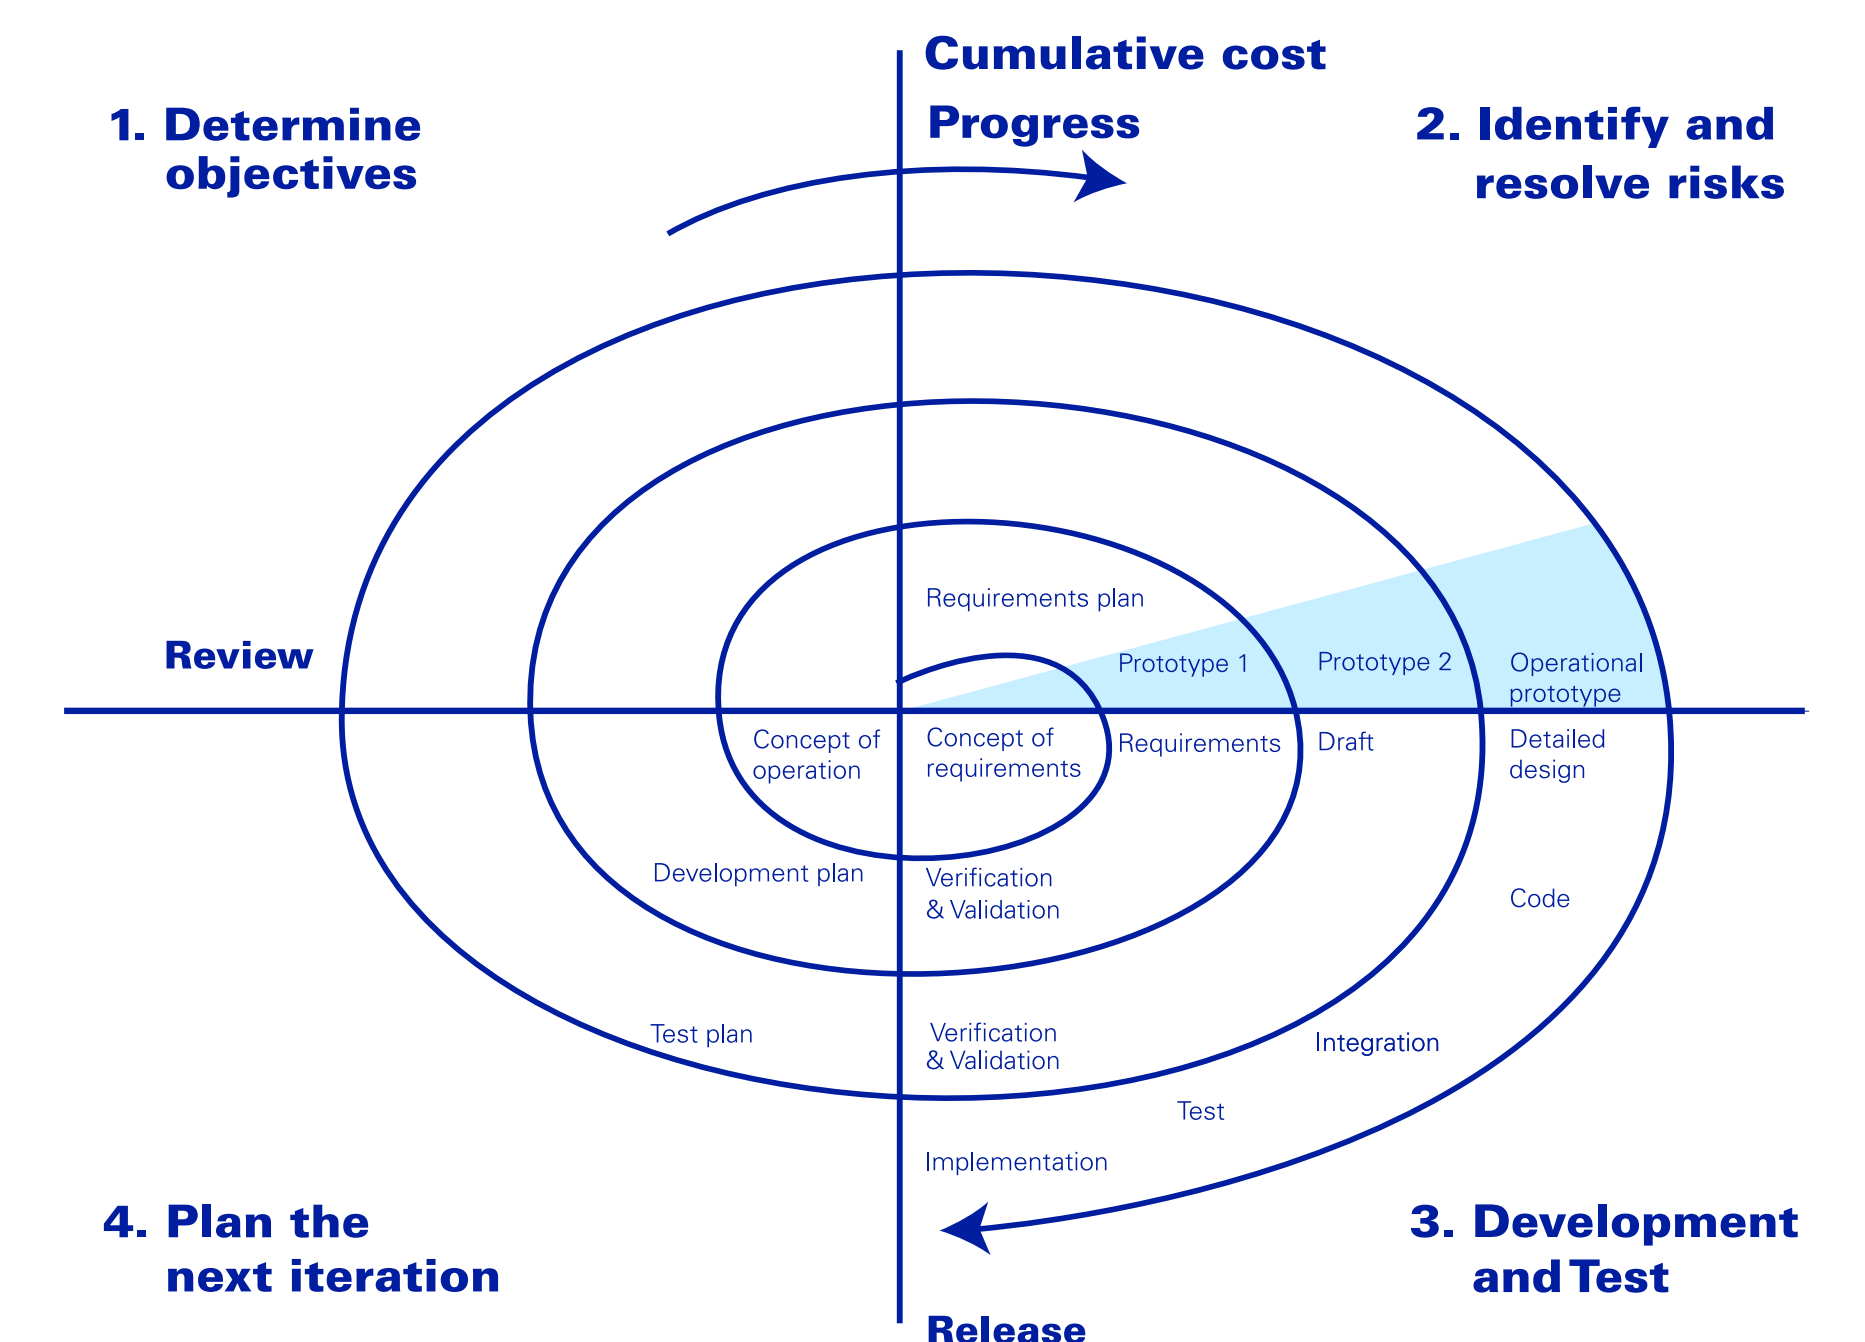 Cumulative cost
Progress
1. Determine
objectives
2. Identify and
resolve risks
Requirements plan
Review
Prototype 1
Prototype 2
Operational
prototype
Concept of
operation
Concept of
requirements
Requirements
Draft
Detailed
design
Development plan
Verification
& Validation
Code
Test plan
Verification
& Validation
Integration
Test
Implementation
4. Plan the
next iteration
3. Development
and Test
Release